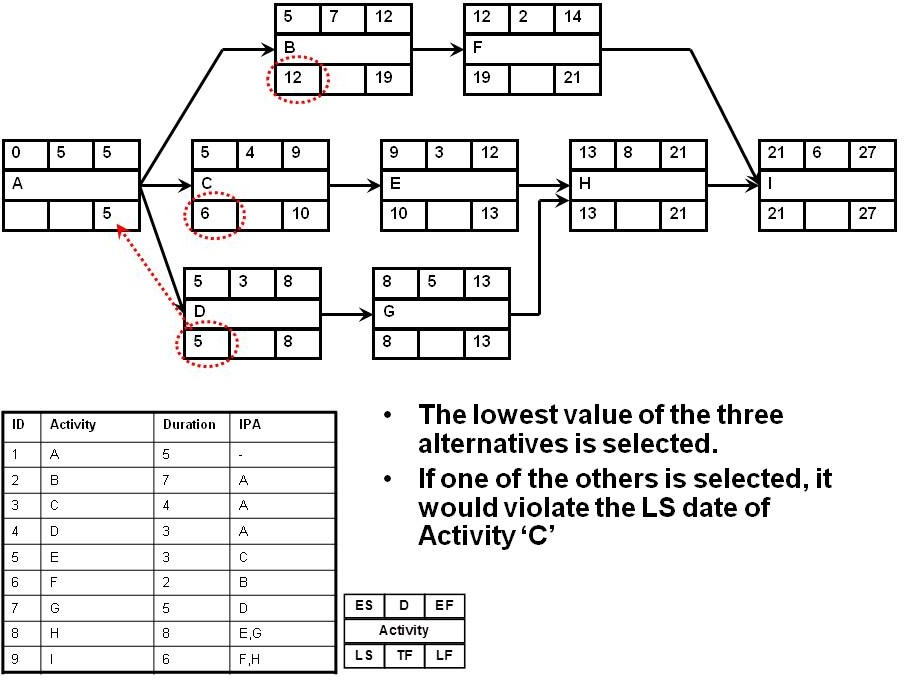 5 7 12
B
12 19
12 2 14
F
19 21
0 5 5
A
5
5 4 9
C
6 10
9 3 12
E
10 13
13 8 21
H
13 21
21 6 27
I
21 27
5 3 8
D
5 8
8 5 13
G
8 13
ID Activity Duration IPA
1 A 5 -
2 B 7 A
3 C 4 A
4 D 3 A
5 E 3 C
6 F 2 B
7 G 5 D
8 H 8 E,G
9 I 6 F,H
• The lowest value of the three
alternatives is selected.
• If one of the others is selected, it
would violate the LS date of
Activity ‘C’
ES D EF
Activity
LS TF LF